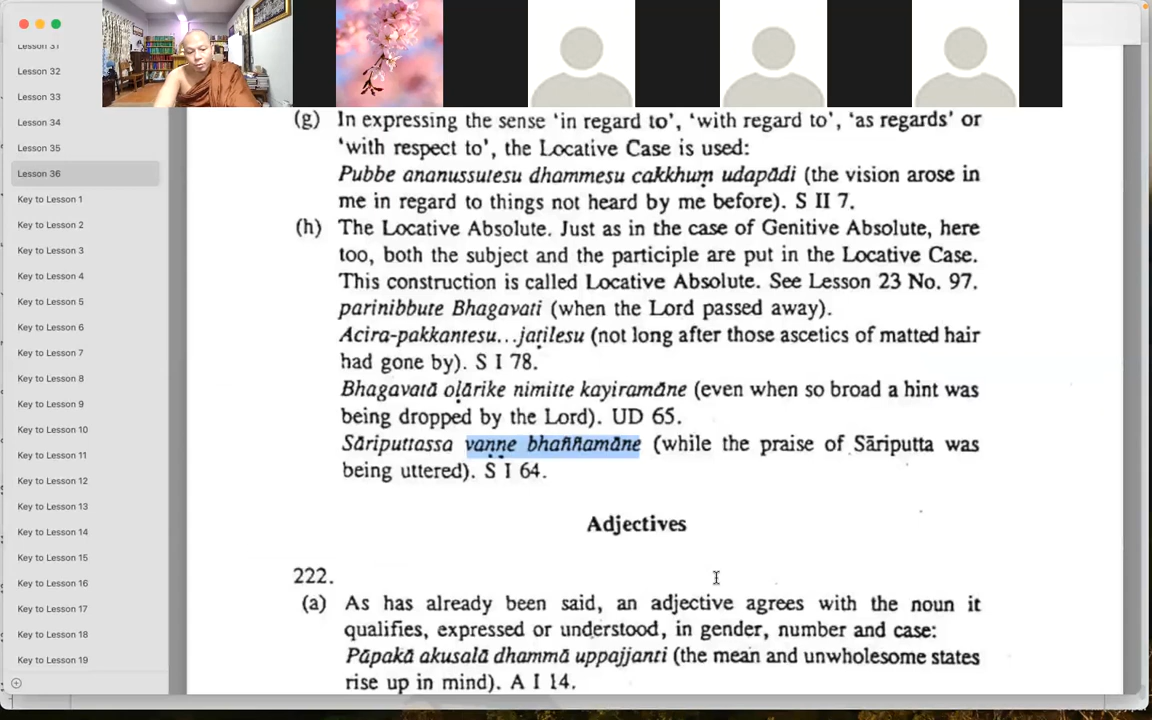 Lesson 31
Lesson 32
Lesson 33
Lesson 34
Lesson 35
Lesson 36
Key to Lesson 1
Key to Lesson 2
Key to Lesson 3
Key to Lesson 4
Key to Lesson 5
Key to Lesson 6
Key to Lesson 7
Key to Lesson 8
Key to Lesson 9
Key to Lesson 10
Key to Lesson 11
Key to Lesson 12
Key to Lesson 13
Key to Lesson 14
Key to Lesson 15
Key to Lesson 16
Key to Lesson 17
Key to Lesson 18
Key to Lesson 19
(g) In expressing the sense ‘in regard to’, ‘with regard to’, ‘as regards’ or
‘with respect to’, the Locative Case is used:
Pubbe ananussutesu dhammesu cakkhuṃ udapādi (the vision arose in
me in regard to things not heard by me before). S II 7.
(h) The Locative Absolute. Just as in the case of Genitive Absolute, here
too, both the subject and the participle are put in the Locative Case.
This construction is called Locative Absolute. See Lesson 23 No. 97.
parinibbute Bhagavati (when the Lord passed away).
Acira-pakkantesu...jaṭilesu (not long after those ascetics of matted hair
had gone by). S I 78.
Bhagavatā oḷārike nimitte kayiramāne (even when so broad a hint was
being dropped by the Lord). UD 65.
Sāriputtassa vaṇṇe bhaññamāne (while the praise of Sāriputta was
being uttered). S I 64.
Adjectives
222.
(a) As has already been said, an adjective agrees with the noun it
qualifies, expressed or understood, in gender, number and case:
Pāpakā akusalā dhammā uppajjanti (the mean and unwholesome states
rise up in mind). A I 14.